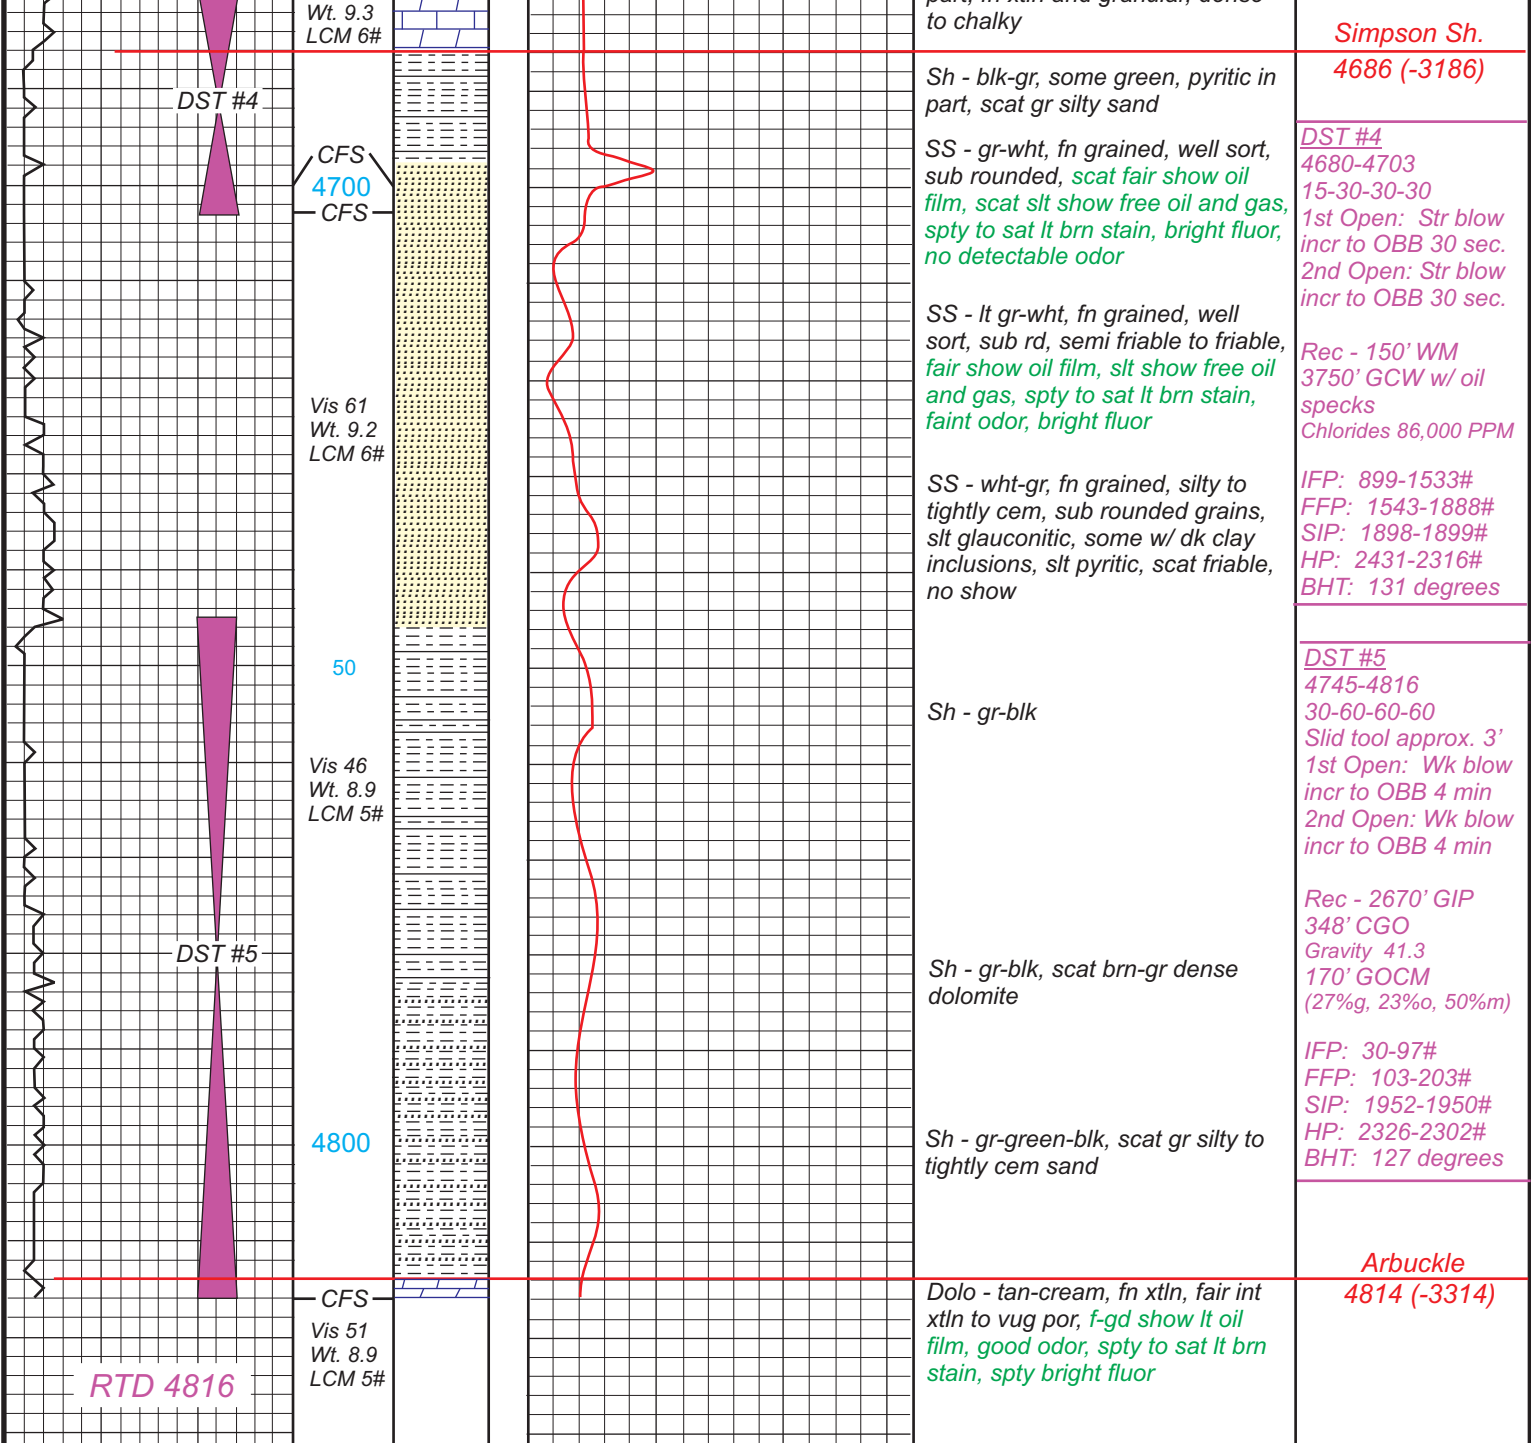 Wt. 9.3
LCM 6#
DST #4
CFS
4700
CFS
Vis 61
Wt. 9.2
LCM 6#
50
Vis 46
Wt. 8.9
LCM 5#
DST #5
4800
CFS
Vis 51
Wt. 8.9
LCM 5#
RTD 4816
part, fn xtln and granular, dense
to chalky
Sh - blk-gr, some green, pyritic in
part, scat gr silty sand
SS - gr-wht, fn grained, well sort,
sub rounded, scat fair show oil
film, scat slt show free oil and gas,
spty to sat lt brn stain, bright fluor,
no detectable odor
SS - lt gr-wht, fn grained, well
sort, sub rd, semi friable to friable,
fair show oil film, slt show free oil
and gas, spty to sat lt brn stain,
faint odor, bright fluor
SS - wht-gr, fn grained, silty to
tightly cem, sub rounded grains,
slt glauconitic, some w/ dk clay
inclusions, slt pyritic, scat friable,
no show
Sh - gr-blk
Sh - gr-blk, scat brn-gr dense
dolomite
Sh - gr-green-blk, scat gr silty to
tightly cem sand
Dolo - tan-cream, fn xtln, fair int
xtln to vug por, f-gd show lt oil
film, good odor, spty to sat lt brn
stain, spty bright fluor
Simpson Sh.
4686 (-3186)
DST #4
4680-4703
15-30-30-30
1st Open: Str blow
incr to OBB 30 sec.
2nd Open: Str blow
incr to OBB 30 sec.
Rec - 150' WM
3750' GCW w/ oil
specks
Chlorides 86,000 PPM
IFP: 899-1533#
FFP: 1543-1888#
SIP: 1898-1899#
HP: 2431-2316#
BHT: 131 degrees
DST #5
4745-4816
30-60-60-60
Slid tool approx. 3'
1st Open: Wk blow
incr to OBB 4 min
2nd Open: Wk blow
incr to OBB 4 min
Rec - 2670' GIP
348' CGO
Gravity 41.3
170' GOCM
(27%g, 23%o, 50%m)
IFP: 30-97#
FFP: 103-203#
SIP: 1952-1950#
HP: 2326-2302#
BHT: 127 degrees
Arbuckle
4814 (-3314)